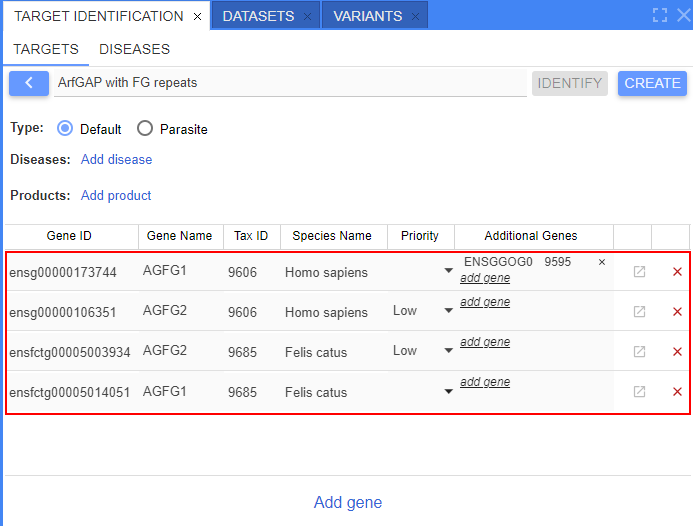 TARGET IDENTIFICATION × DATASETS × VARIANTS ×
TARGETS DISEASES
ArfGAP with FG repeats IDENTIFY CREATE
Type: Default Parasite
Diseases: Add disease
Products: Add product
Gene ID Gene Name Tax ID Species Name Priority Additional Genes
ensg00000173744 AGFG1 9606 Homo sapiens ENSGGOG0 9595 ×
add gene
ensg00000106351 AGFG2 9606 Homo sapiens Low add gene
ensfctg00005003934 AGFG2 9685 Felis catus Low add gene
ensfctg00005014051 AGFG1 9685 Felis catus add gene
Add gene